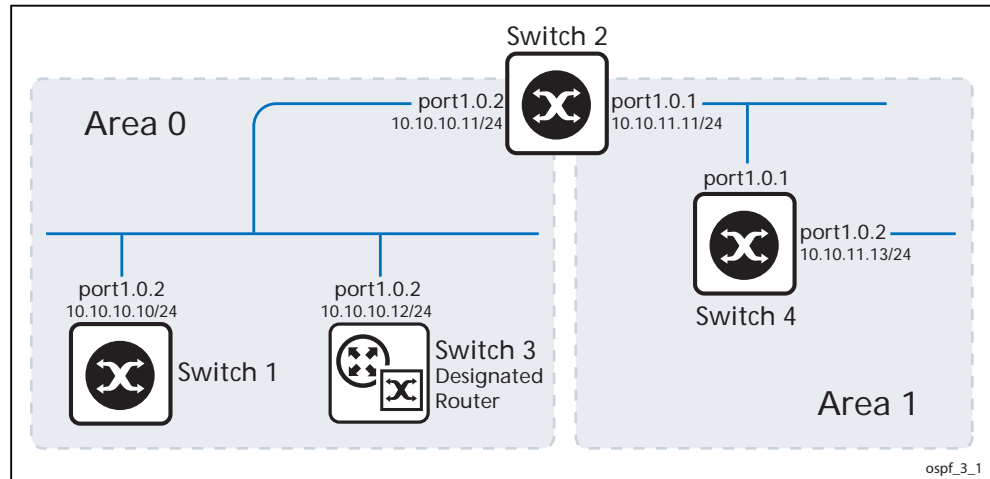 Switch 2
Area 0
port1.0.2
10.10.10.11/24
port1.0.1
10.10.11.11/24
port1.0.1
port1.0.2
10.10.11.13/24
Switch 4
port1.0.2
10.10.10.10/24
Switch 1
port1.0.2
10.10.10.12/24
Switch 3
Designated
Router
Area 1
ospf_3_1